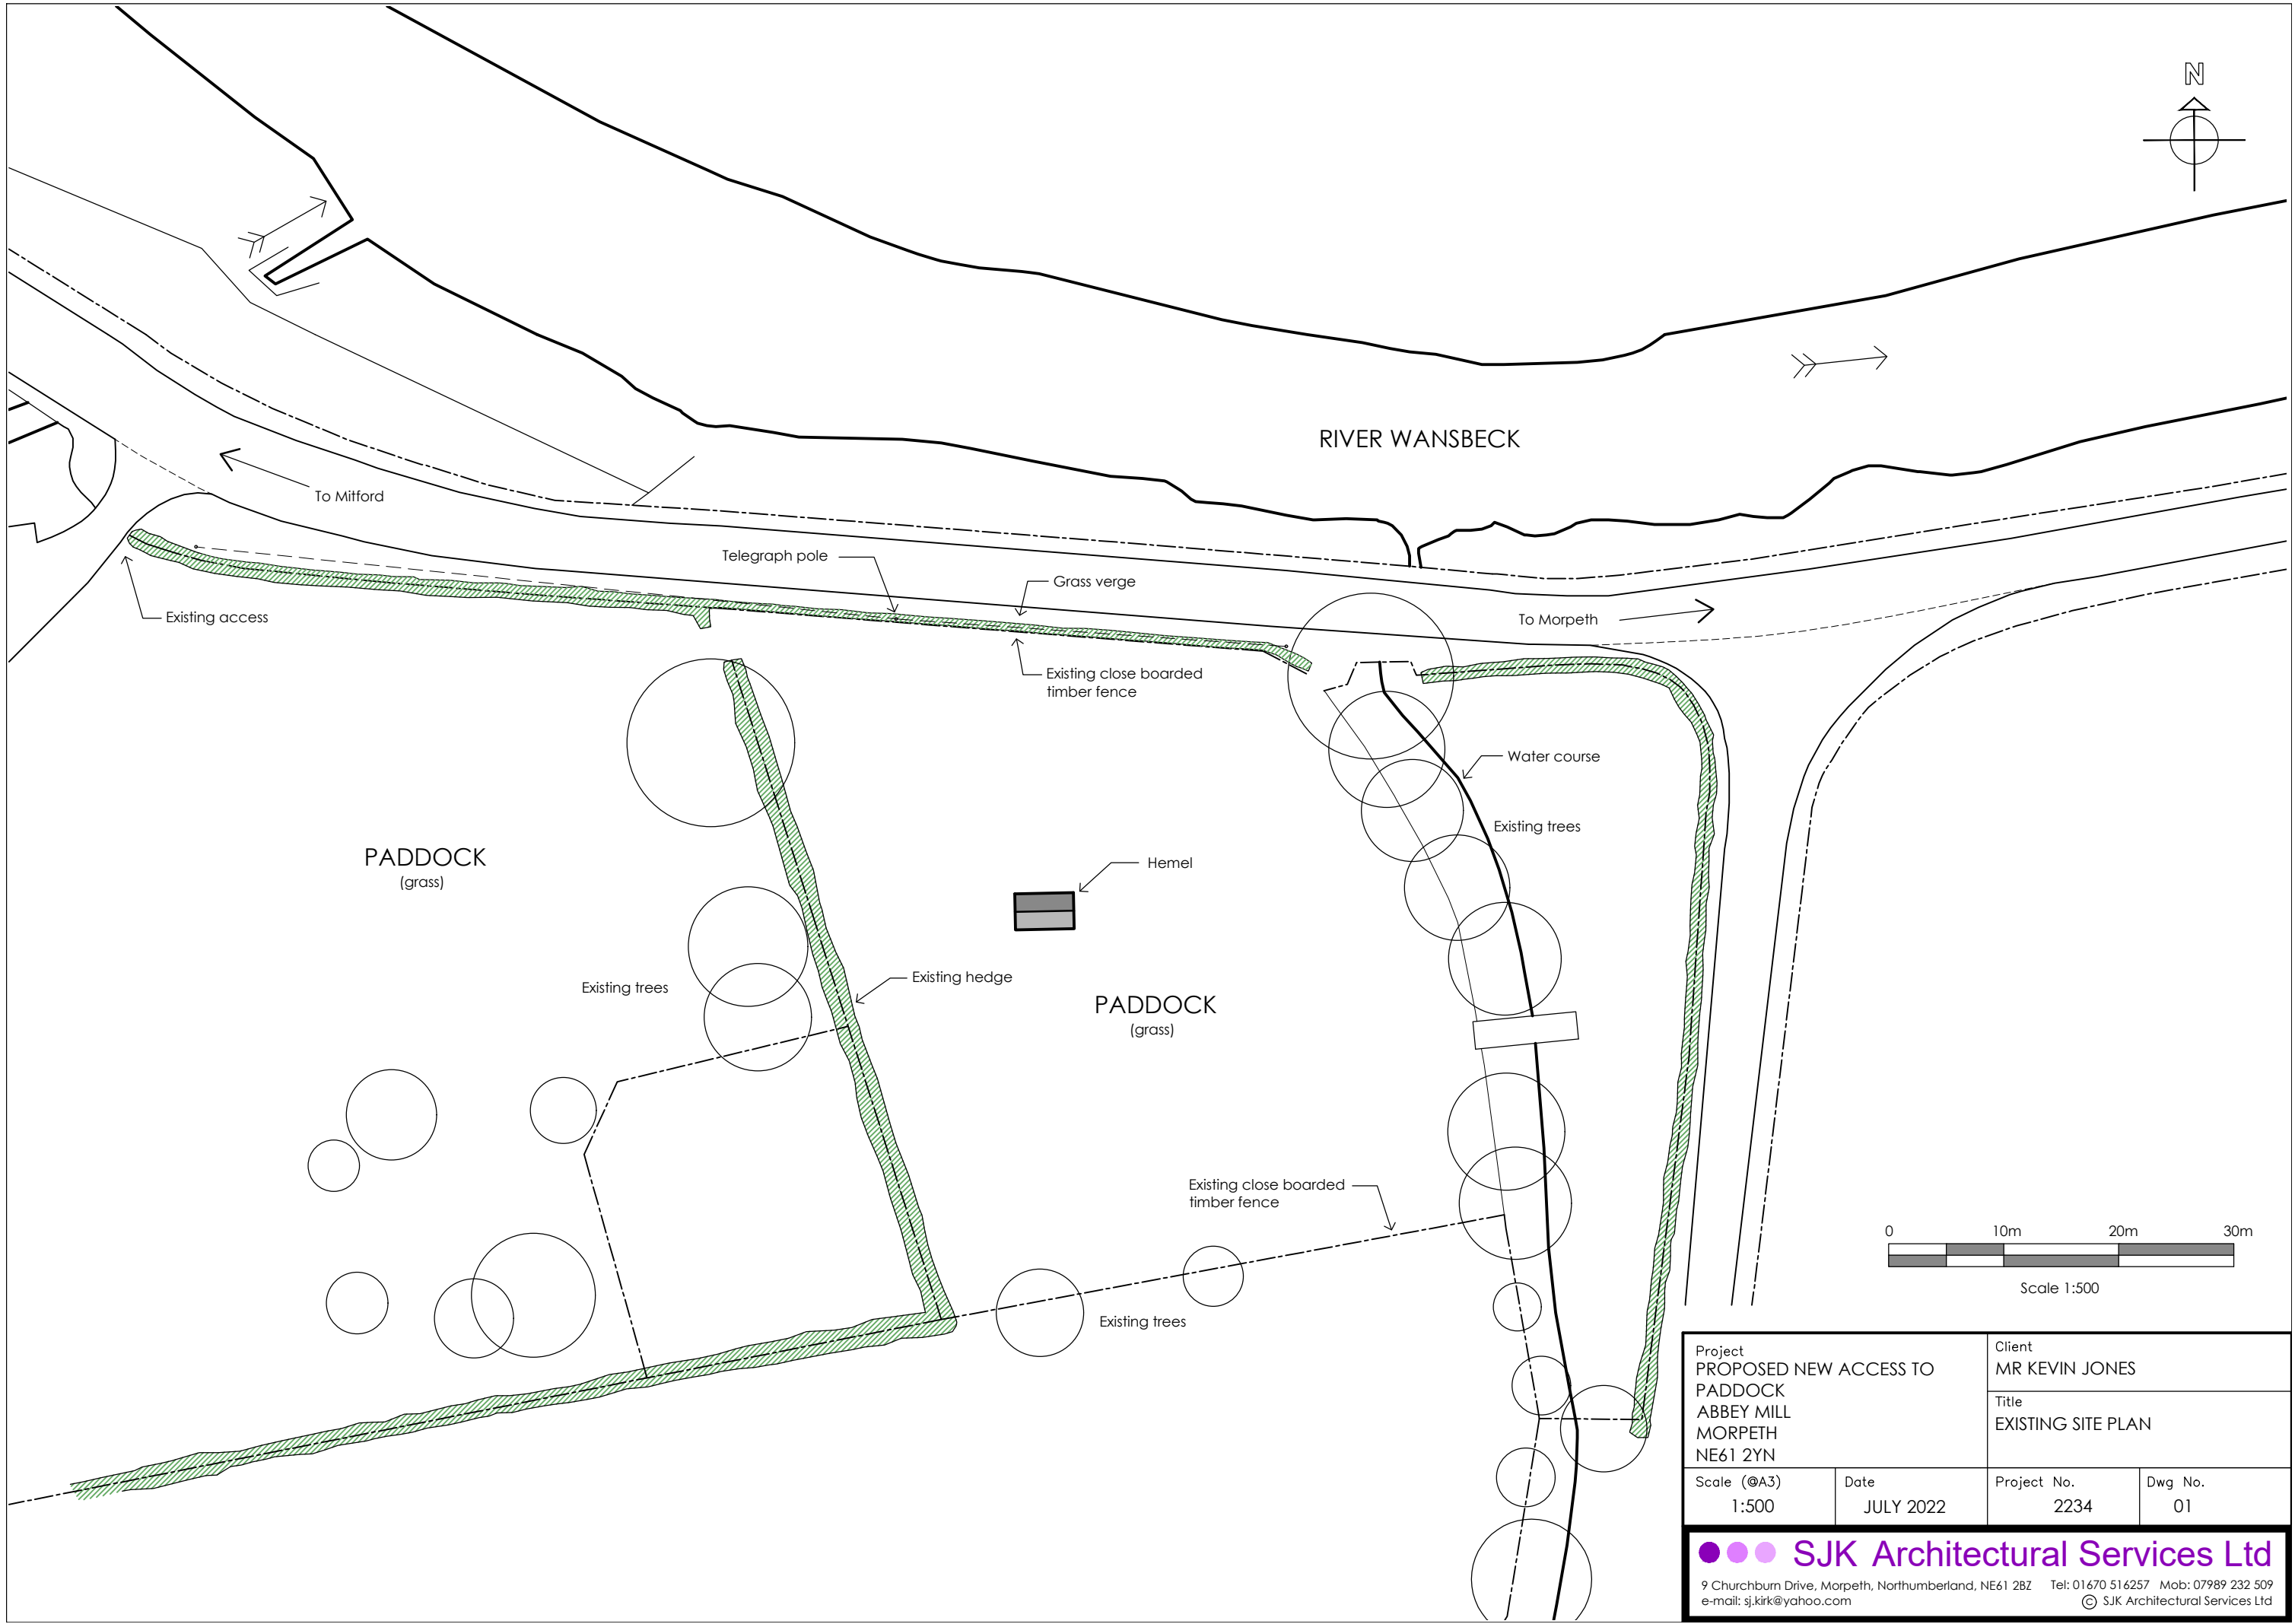 N
RIVER WANSBECK
To Mitford
Telegraph pole
Grass verge
Existing access
To Morpeth
Existing close boarded
timber fence
Water course
Existing trees
PADDOCK
(grass)
Hemel
Existing hedge
Existing trees
PADDOCK
(grass)
Existing close boarded
timber fence
Existing trees
0 10m 20m 30m
Scale 1:500
Project
PROPOSED NEW ACCESS TO
PADDOCK
ABBEY MILL
MORPETH
NE61 2YN
Client
MR KEVIN JONES
Title
EXISTING SITE PLAN
Scale (@A3)
1:500
Date
JULY 2022
Project No.
2234
Dwg No.
01
SJK Architectural Services Ltd
9 Churchburn Drive, Morpeth, Northumberland, NE61 2BZ Tel: 01670 516257 Mob: 07989 232 509
e-mail: sj.kirk@yahoo.com © SJK Architectural Services Ltd